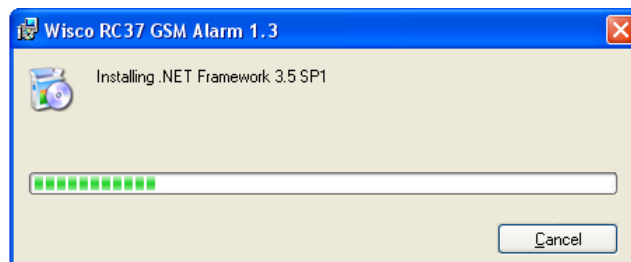 Wisco RC37 GSM Alarm 1.3
Installing .NET Framework 3.5 SP1
Cancel